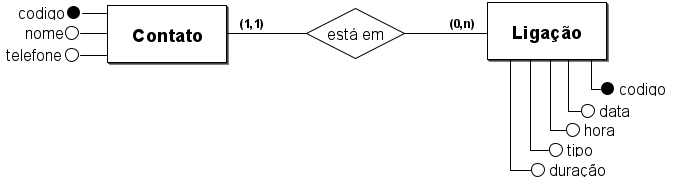 codigo
nome
telefone
Contato
(1,1)
está em
(0,n)
Ligação
codigo
data
hora
tipo
duração